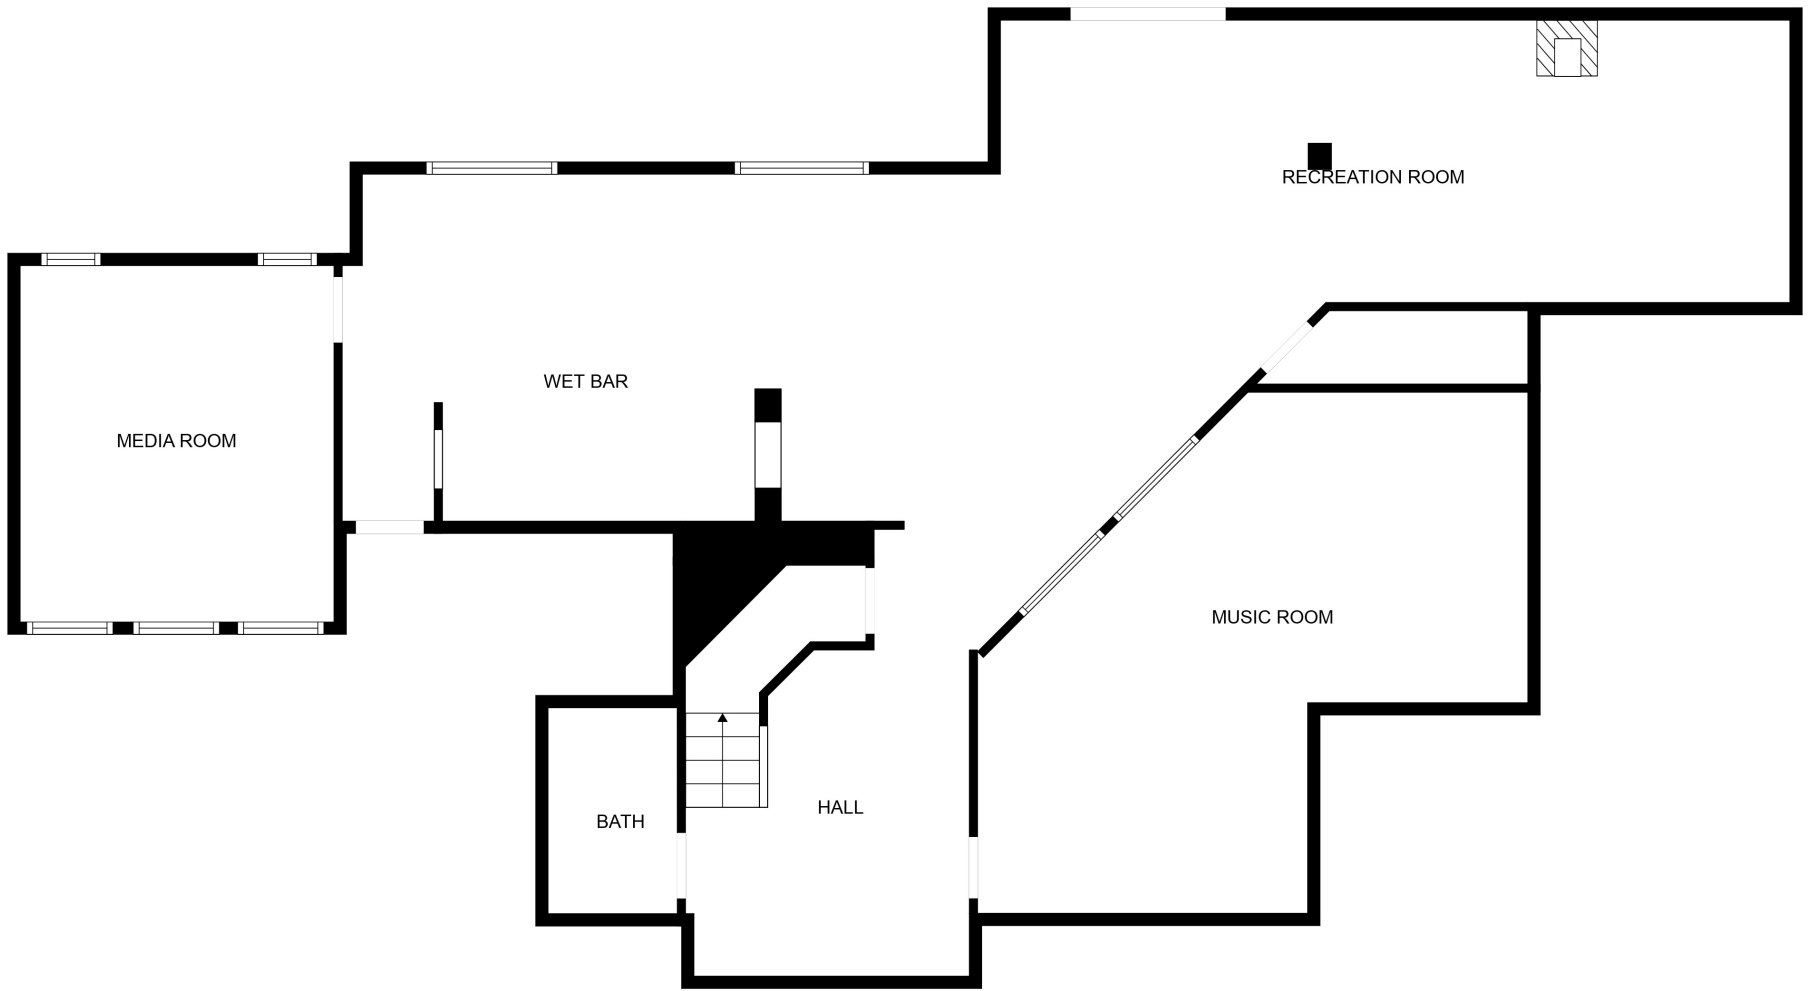 RECREATION ROOM
WET BAR
MEDIA ROOM
MUSIC ROOM
HALL
BATH